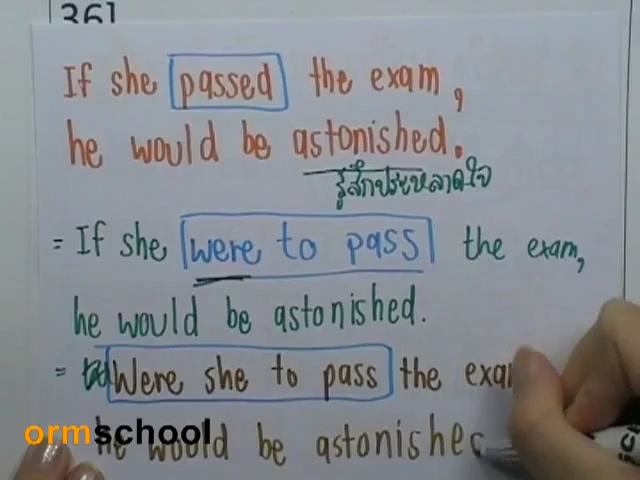 361
If she passed the exam,
he would be astonished.
รู้สึกประหลาดใจ
= If she were to pass the exam,
he would be astonished.
= Were she to pass the exa
he would be astonishe
ormschool